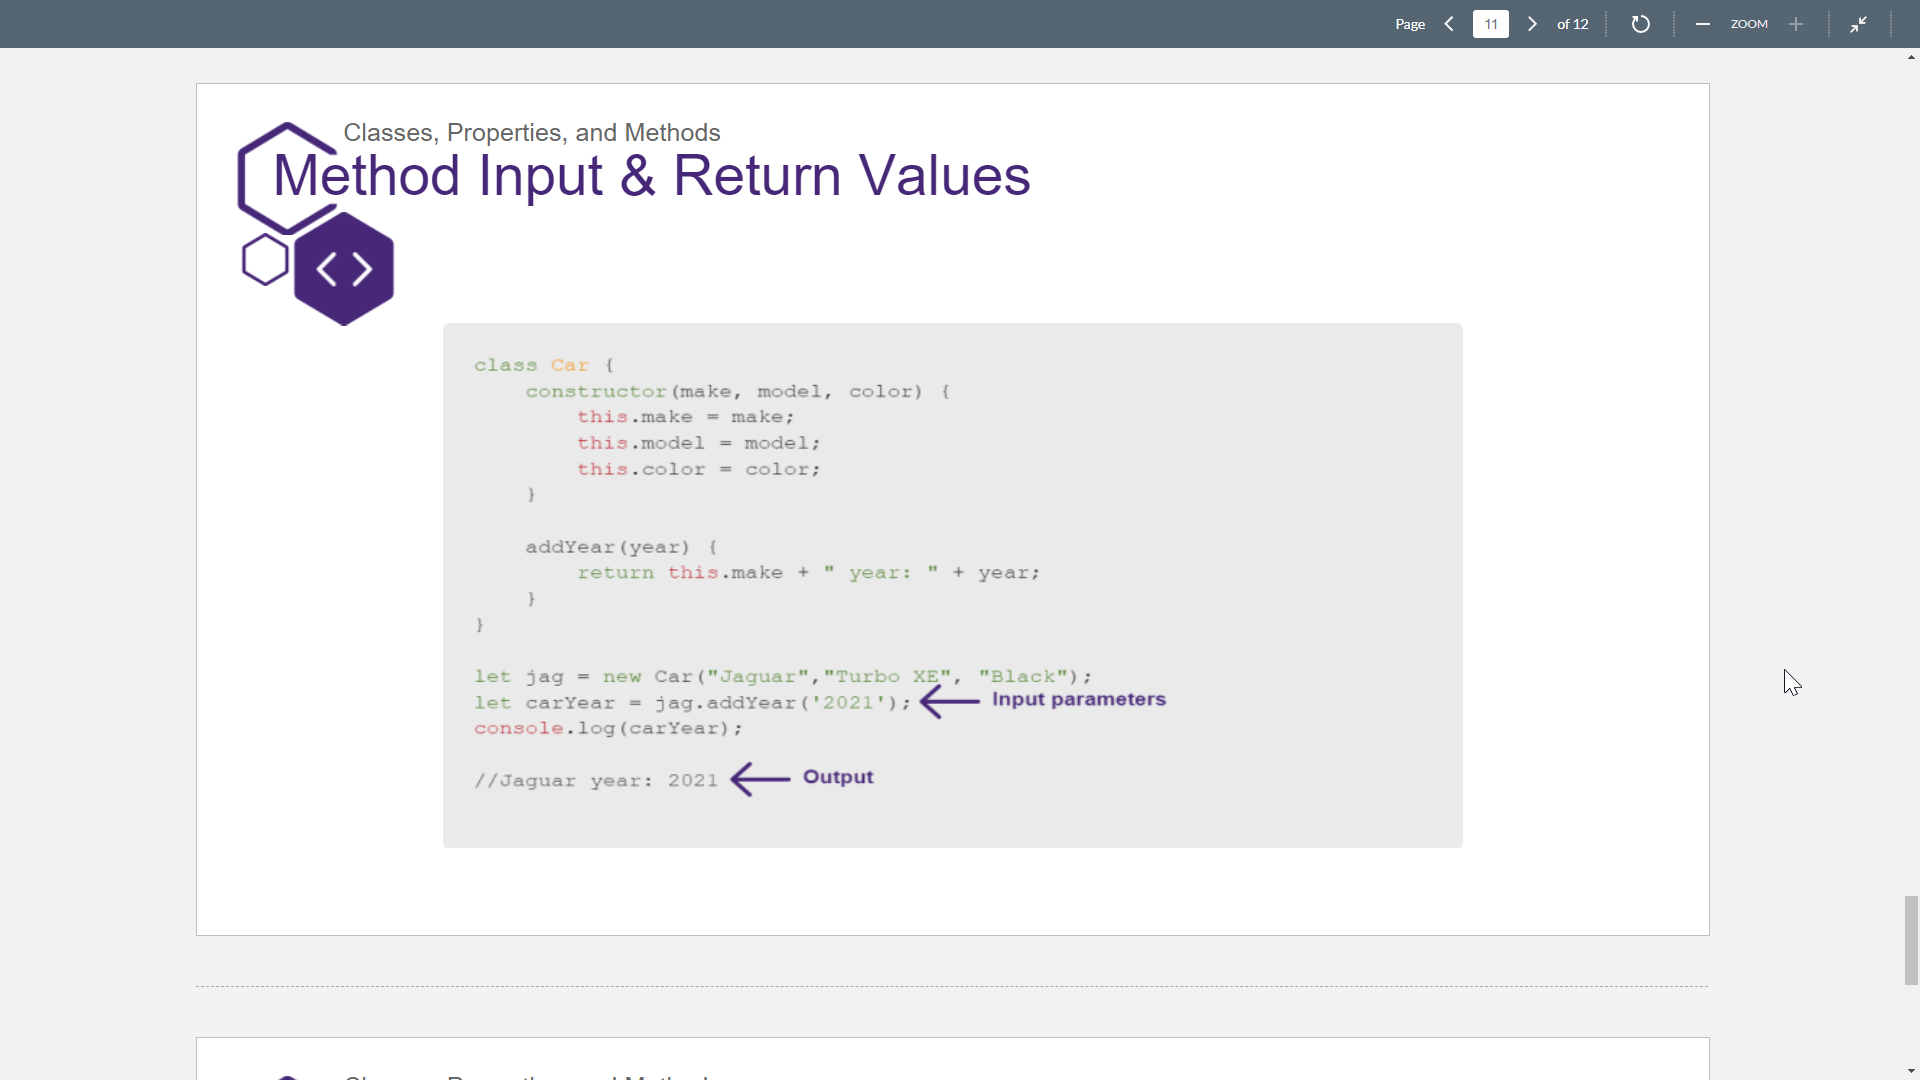 Page 11 of 12 ZOOM
Classes, Properties, and Methods
Method Input & Return Values
class Car {
constructor(make, model, color) {
this.make = make;
this.model = model;
this.color = color;
}
addYear(year) {
return this.make + " year: " + year;
}
}
let jag = new Car("Jaguar","Turbo XE", "Black");
let carYear = jag.addYear('2021'); Input parameters
console.log(carYear);
//Jaguar year: 2021 Output